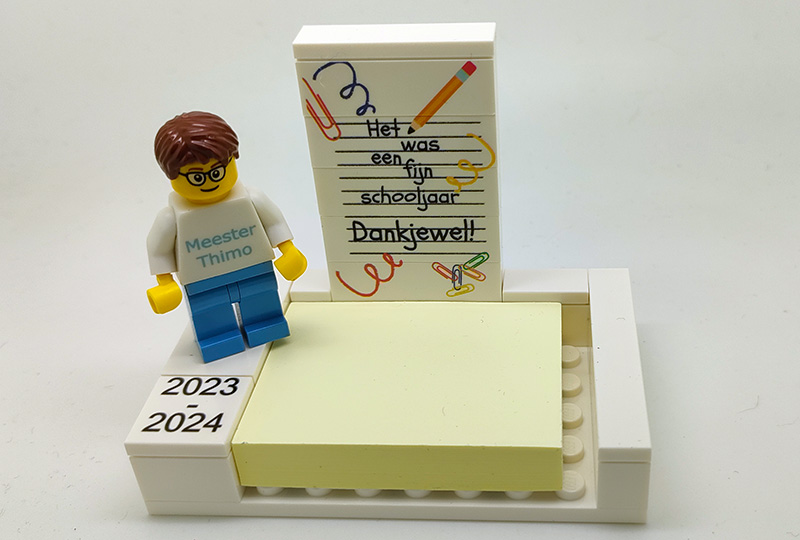 Het
was
een
fijn
schooljaar
Dankjewel!
Meester
Thimo
2023
-
2024